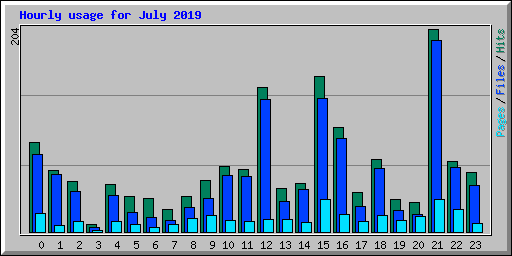 Hourly usage for July 2019
204
Pages/Files/Hits
0 1 2 3 4 5 6 7 8 9 10 11 12 13 14 15 16 17 18 19 20 21 22 23